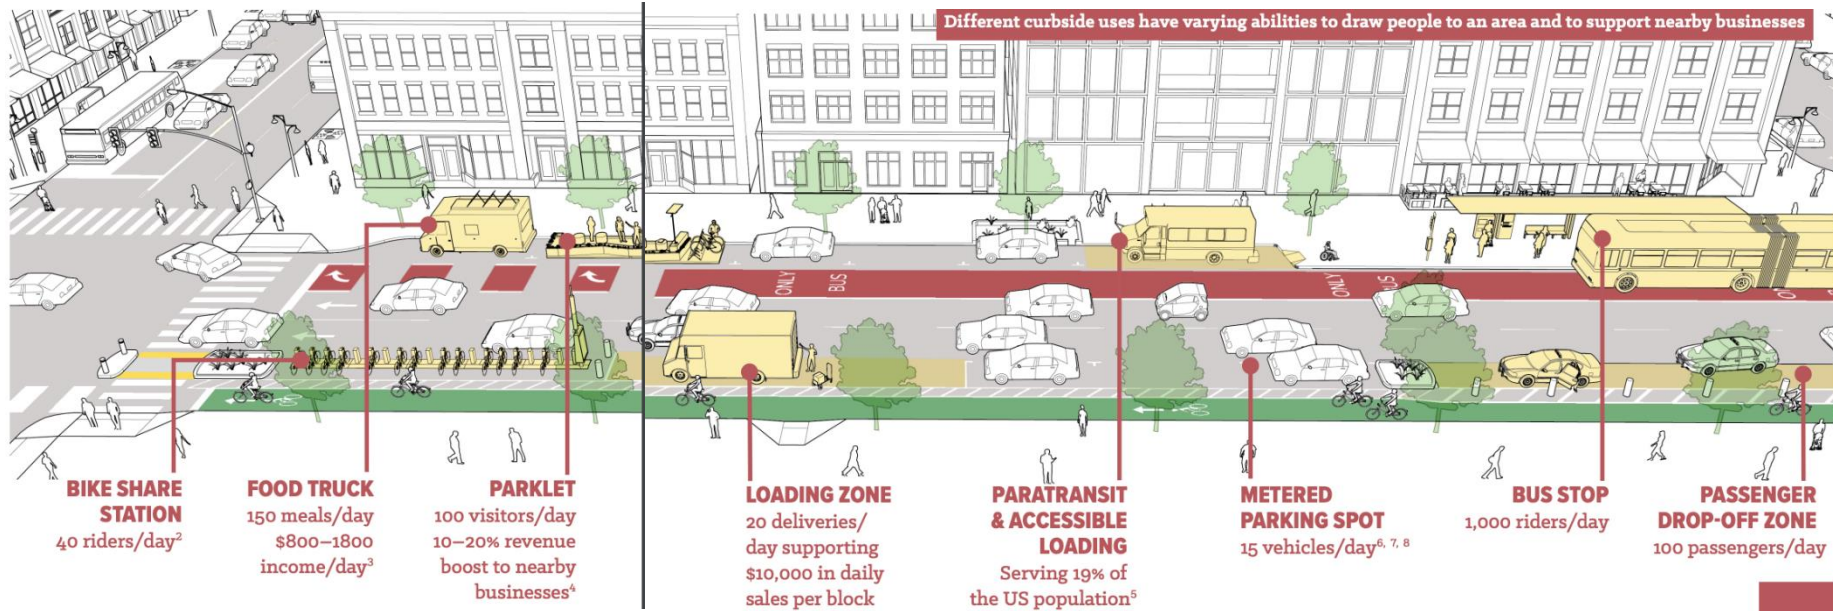 Different curbside uses have varying abilities to draw people to an area and to support nearby businesses
ONLY
BUS
ONLY
BUS
BIKE SHARE
STATION
40 riders/day²
FOOD TRUCK
150 meals/day
$800–1800
income/day³
PARKLET
100 visitors/day
10–20% revenue
boost to nearby
businesses⁴
LOADING ZONE
20 deliveries/
day supporting
$10,000 in daily
sales per block
PARATRANSIT
& ACCESSIBLE
LOADING
Serving 19% of
the US population⁵
METERED
PARKING SPOT
15 vehicles/day⁶, ⁷, ⁸
BUS STOP
1,000 riders/day
PASSENGER
DROP-OFF ZONE
100 passengers/day